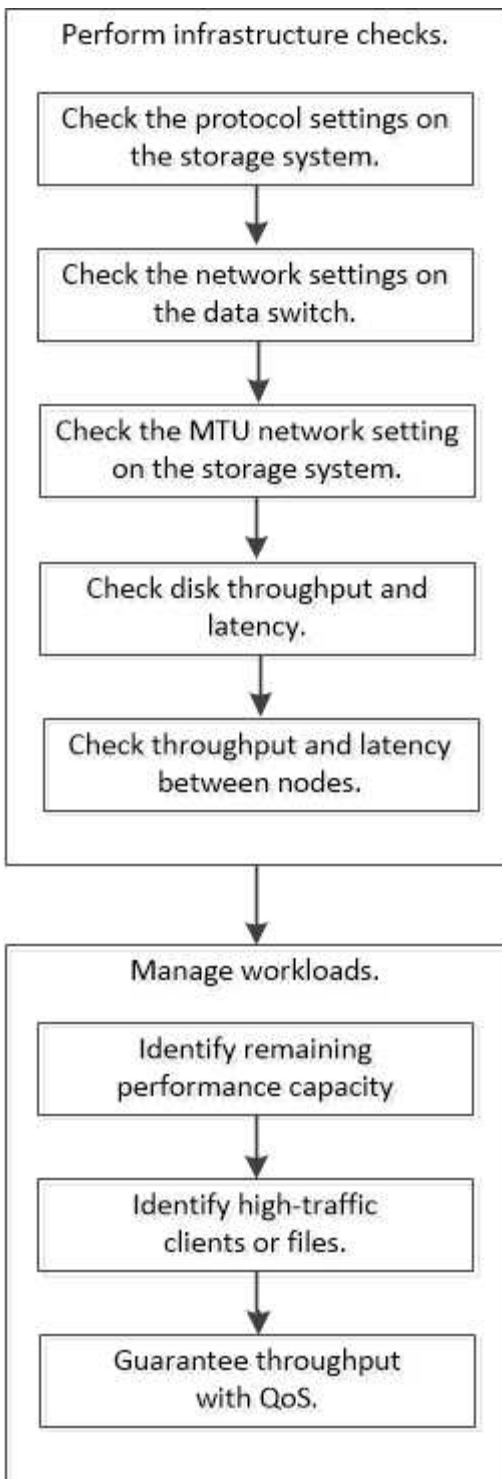 Perform infrastructure checks.
Check the protocol settings on
the storage system.
Check the network settings on
the data switch.
Check the MTU network setting
on the storage system.
Check disk throughput and
latency.
Check throughput and latency
between nodes.
Manage workloads.
Identify remaining
performance capacity
Identify high-traffic
clients or files.
Guarantee throughput
with QoS.